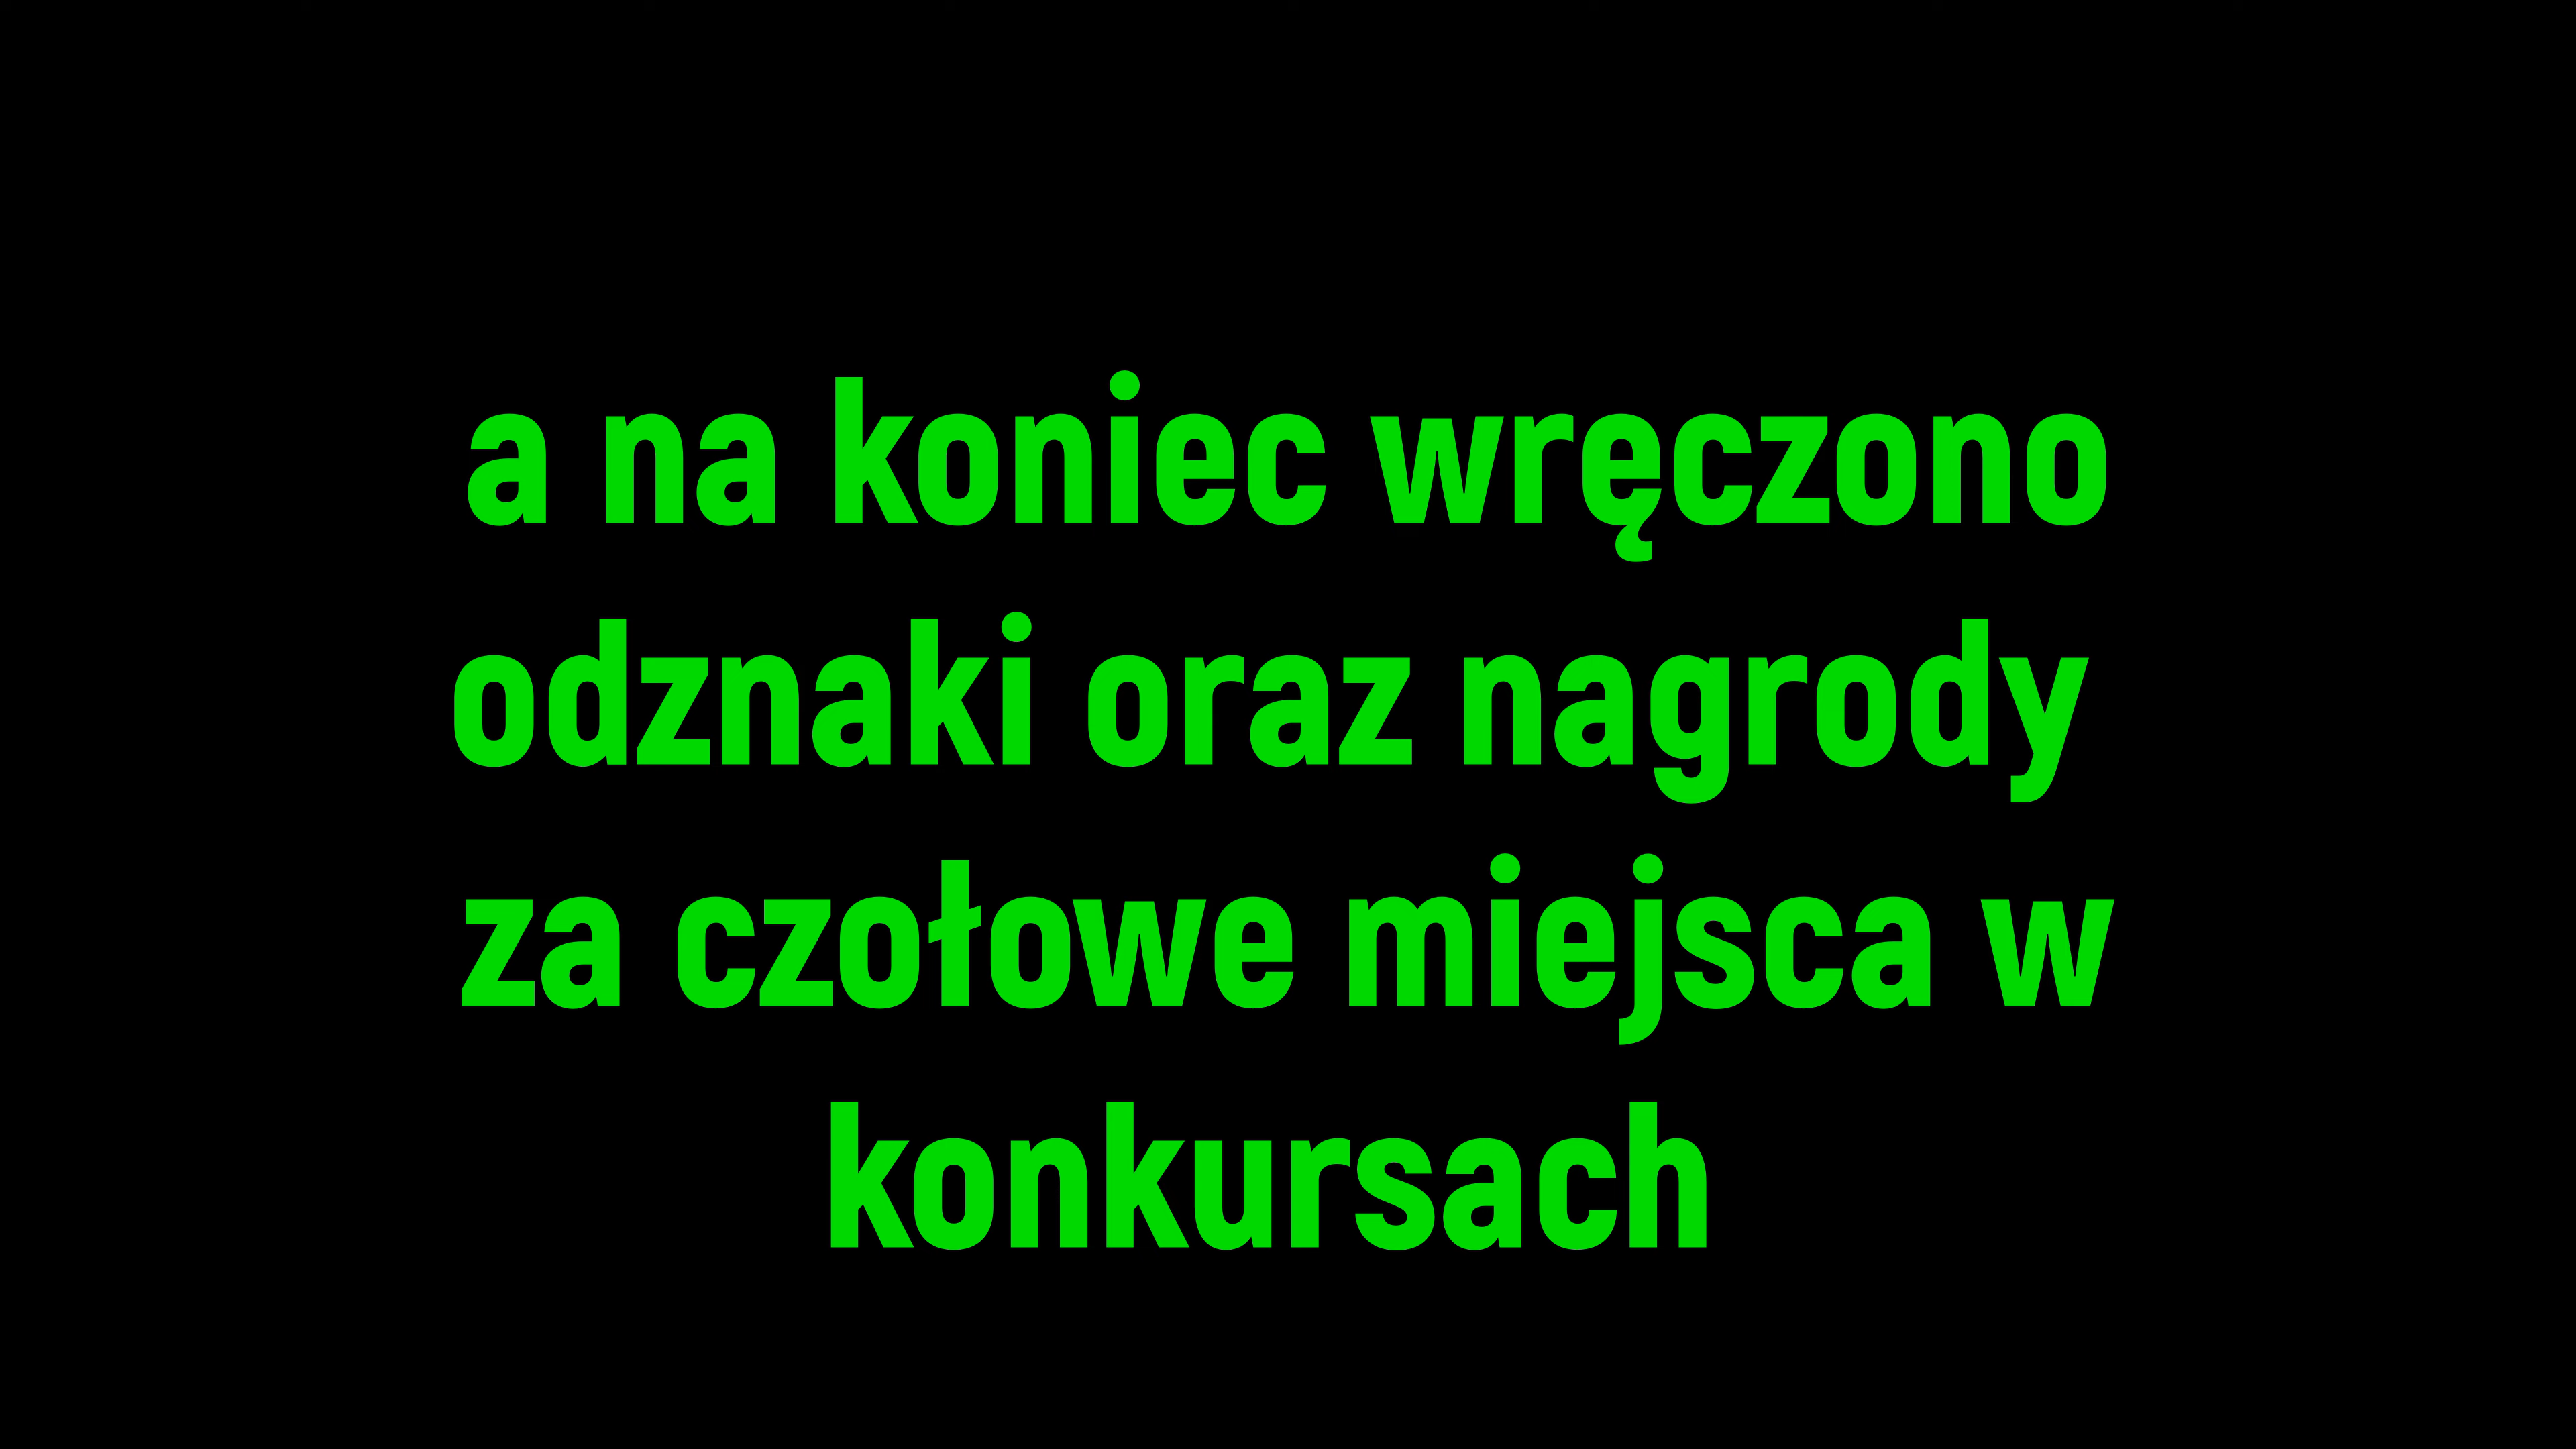 a na koniec wręczono
odznaki oraz nagrody
za czołowe miejsca w
konkursach